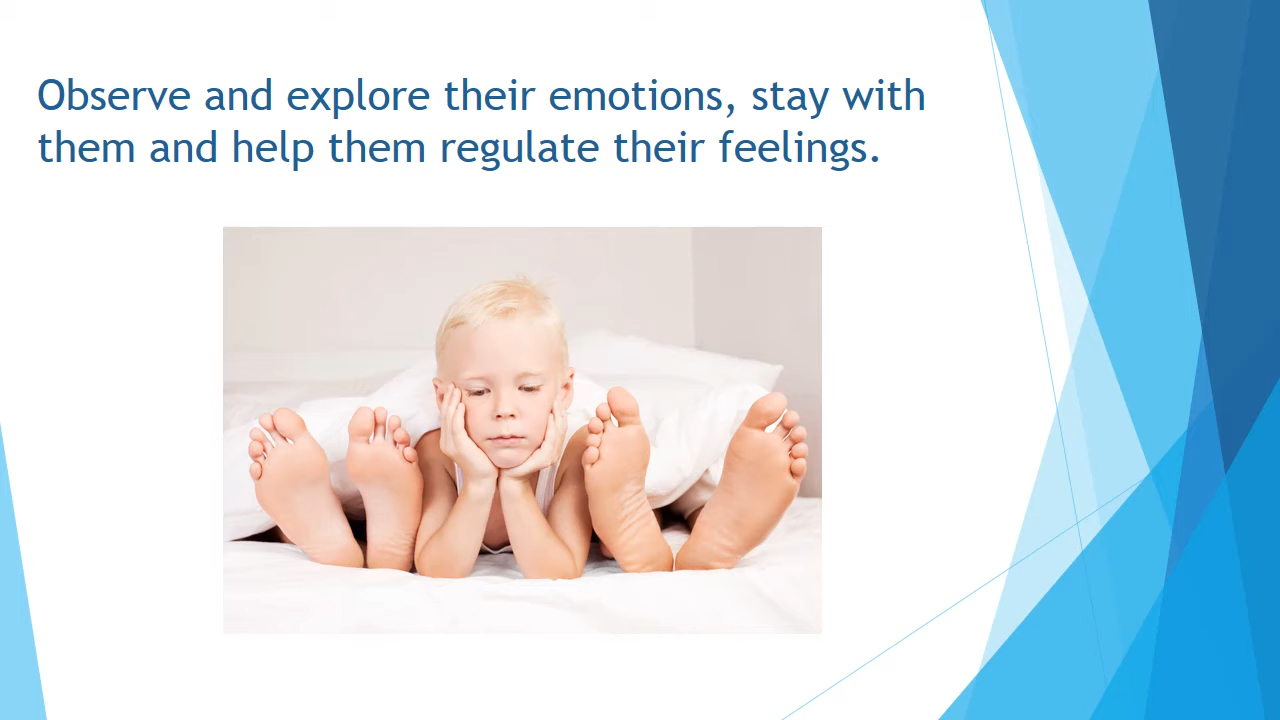 Observe and explore their emotions, stay with
them and help them regulate their feelings.